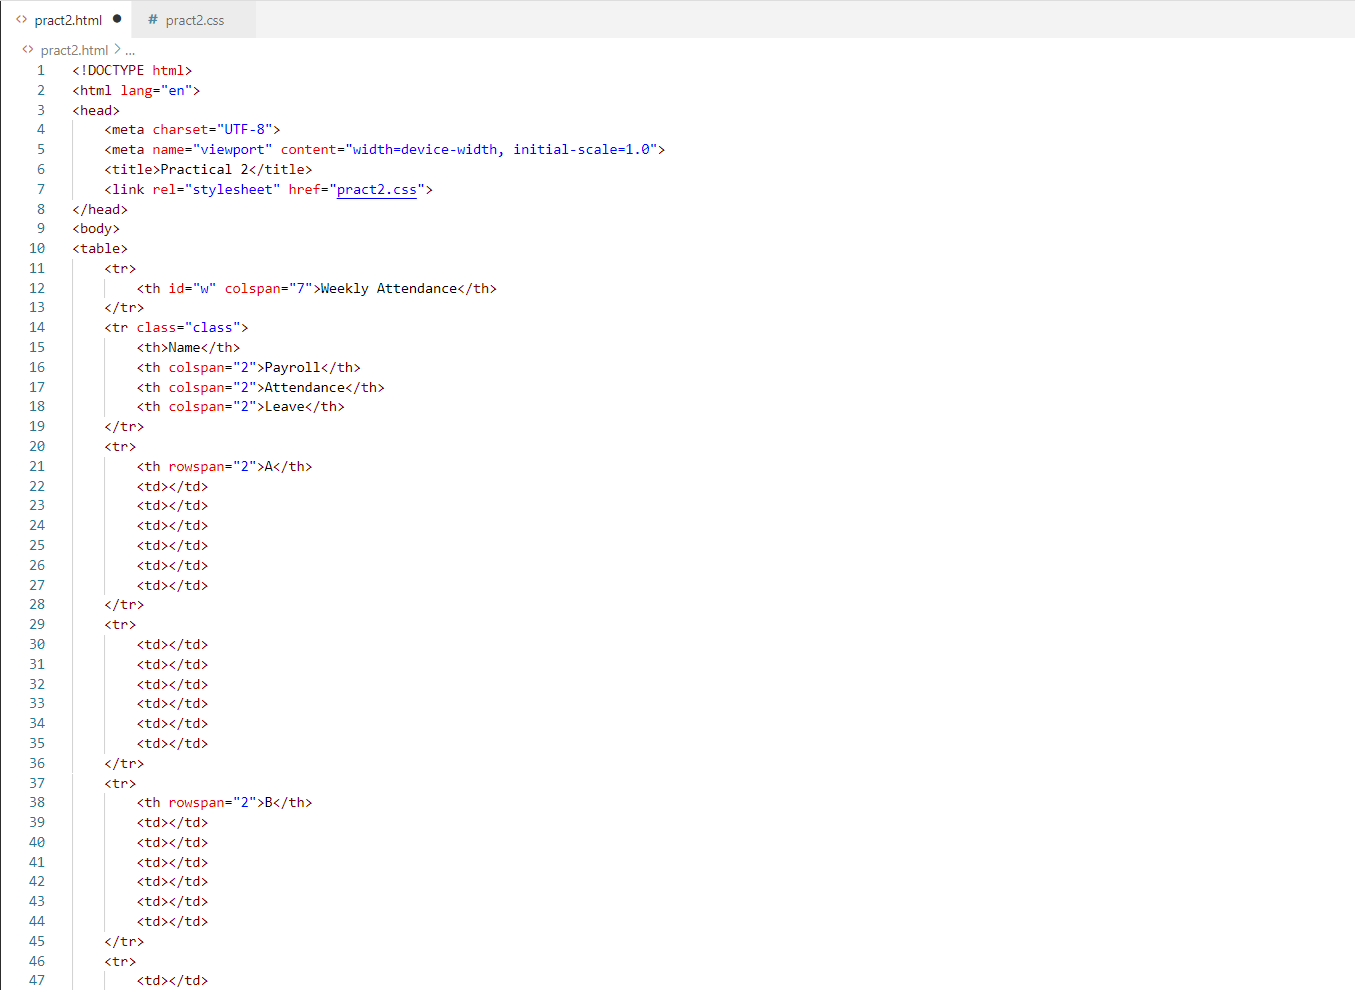 pract2.html ● # pract2.css
pract2.html > ...
1 <!DOCTYPE html>
2 <html lang="en">
3 <head>
4 <meta charset="UTF-8">
5 <meta name="viewport" content="width=device-width, initial-scale=1.0">
6 <title>Practical 2</title>
7 <link rel="stylesheet" href="pract2.css">
8 </head>
9 <body>
10 <table>
11 <tr>
12 <th id="w" colspan="7">Weekly Attendance</th>
13 </tr>
14 <tr class="class">
15 <th>Name</th>
16 <th colspan="2">Payroll</th>
17 <th colspan="2">Attendance</th>
18 <th colspan="2">Leave</th>
19 </tr>
20 <tr>
21 <th rowspan="2">A</th>
22 <td></td>
23 <td></td>
24 <td></td>
25 <td></td>
26 <td></td>
27 <td></td>
28 </tr>
29 <tr>
30 <td></td>
31 <td></td>
32 <td></td>
33 <td></td>
34 <td></td>
35 <td></td>
36 </tr>
37 <tr>
38 <th rowspan="2">B</th>
39 <td></td>
40 <td></td>
41 <td></td>
42 <td></td>
43 <td></td>
44 <td></td>
45 </tr>
46 <tr>
47 <td></td>